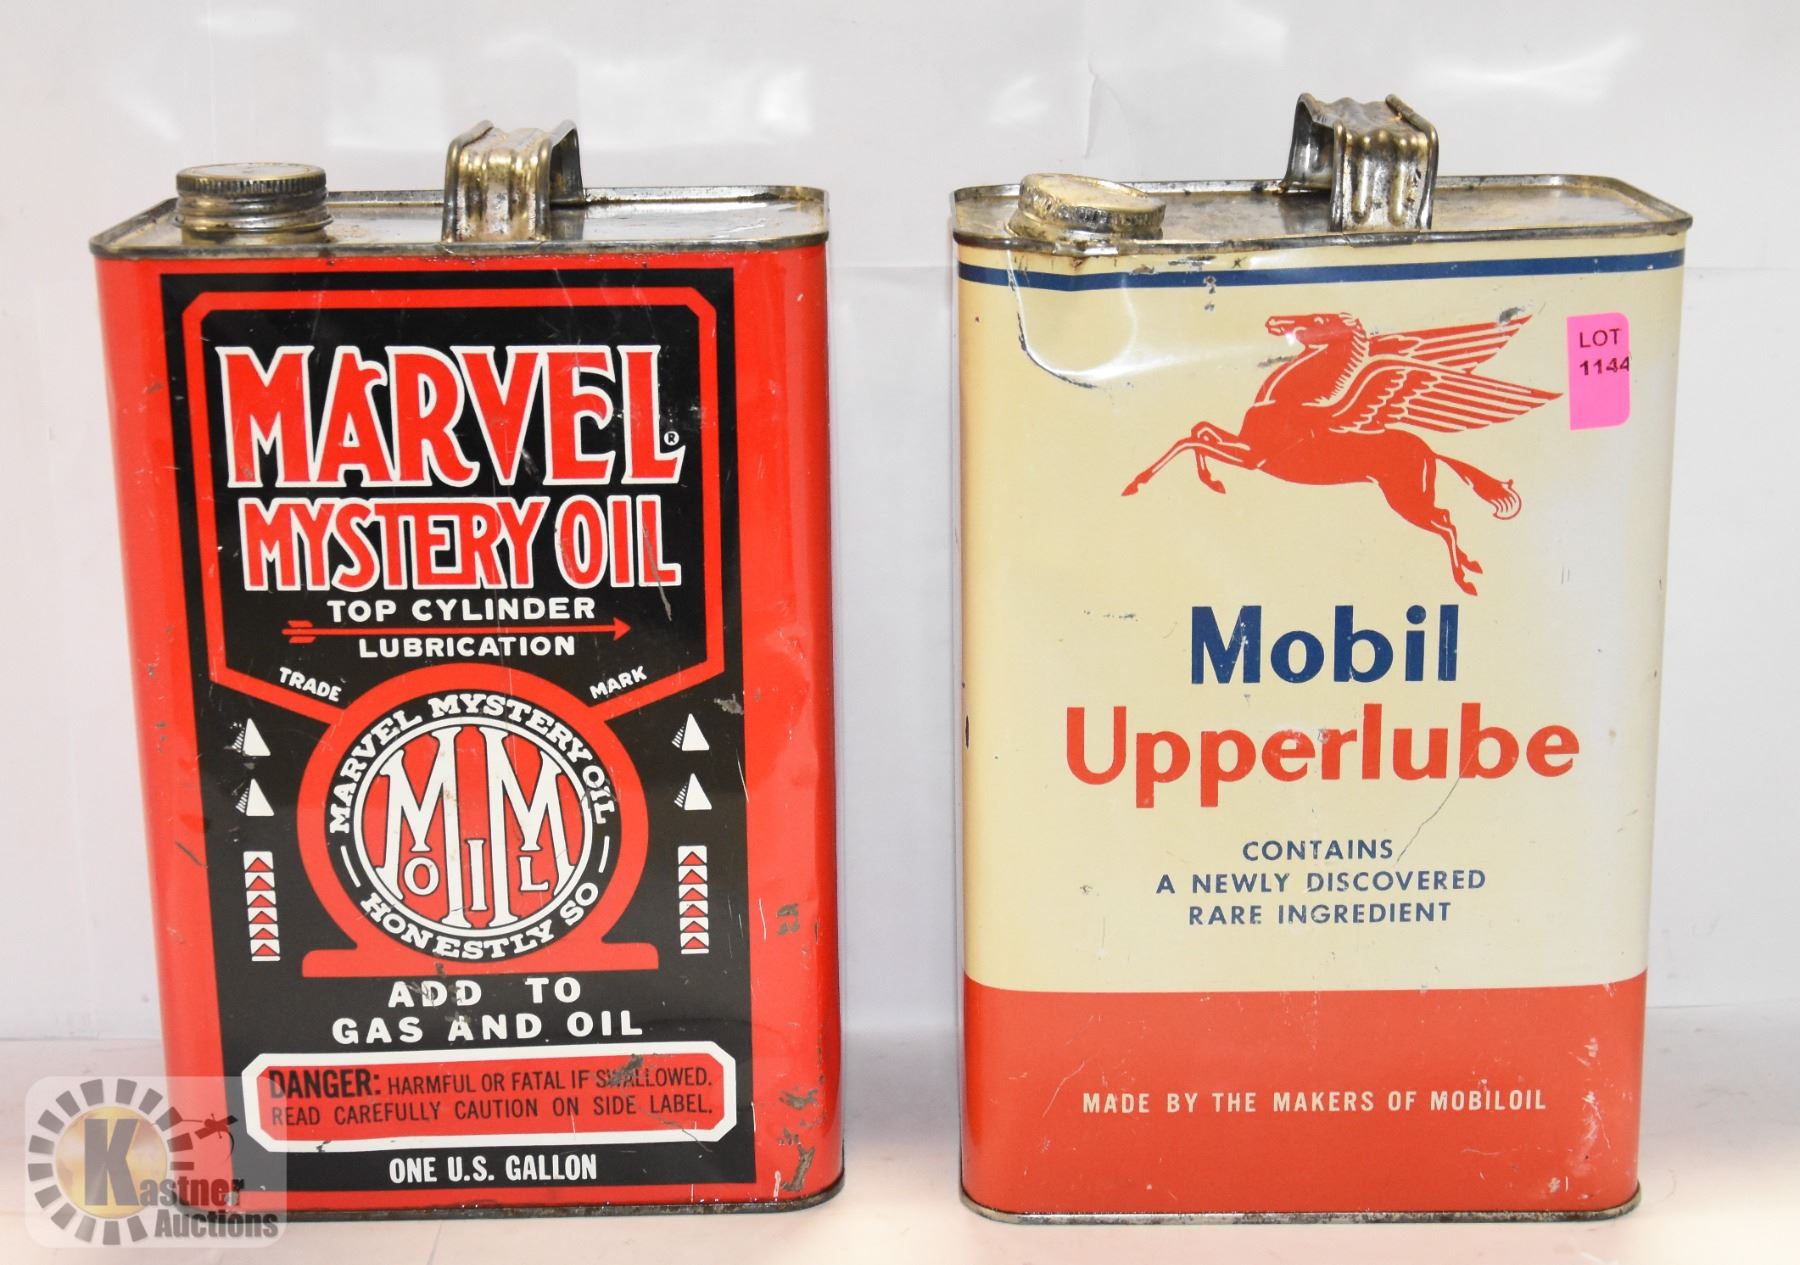 MARVEL®
MYSTERY OIL
TOP CYLINDER
LUBRICATION
TRADE MARK
MARVEL MYSTERY OIL
MM
OIL
HONESTLY SO
ADD TO
GAS AND OIL
DANGER: HARMFUL OR FATAL IF SWALLOWED.
READ CAREFULLY CAUTION ON SIDE LABEL.
ONE U.S. GALLON
LOT
1144
Mobil
Upperlube
CONTAINS
A NEWLY DISCOVERED
RARE INGREDIENT
MADE BY THE MAKERS OF MOBILOIL
Kastner
Auctions